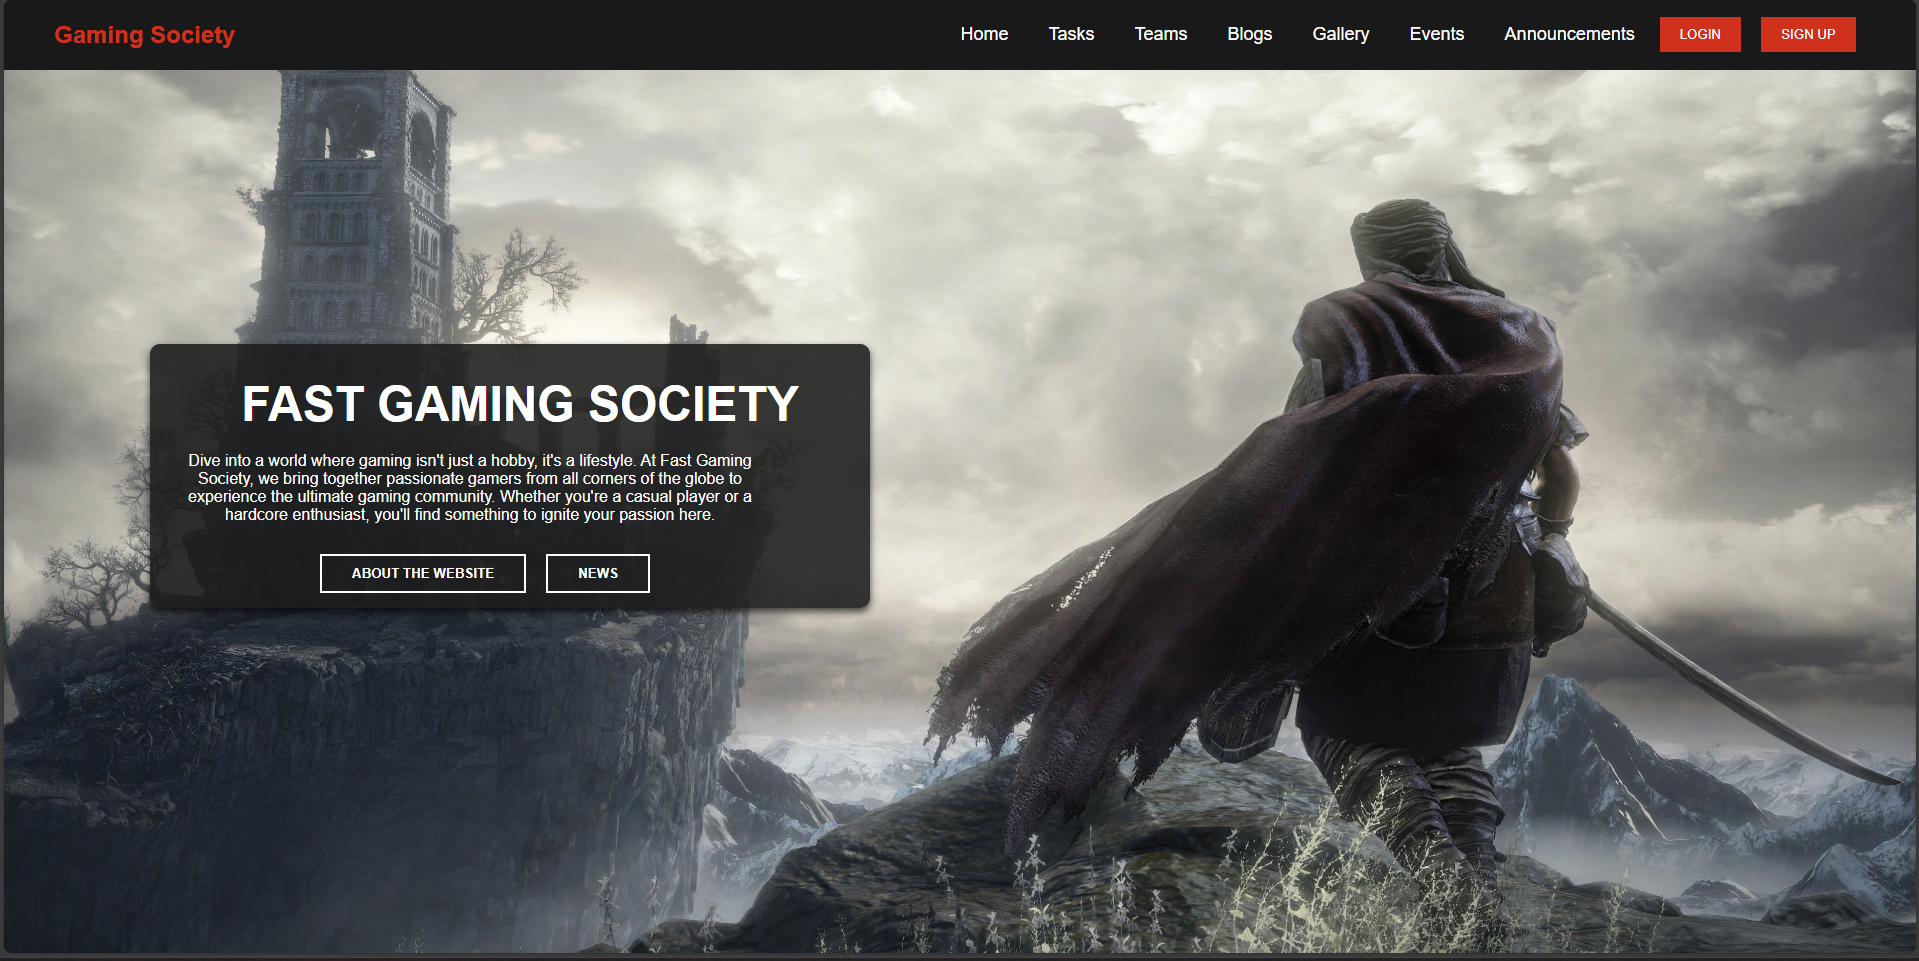 Gaming Society
Home Tasks Teams Blogs Gallery Events Announcements LOGIN SIGN UP
FAST GAMING SOCIETY
Dive into a world where gaming isn't just a hobby, it's a lifestyle. At Fast Gaming
Society, we bring together passionate gamers from all corners of the globe to
experience the ultimate gaming community. Whether you're a casual player or a
hardcore enthusiast, you'll find something to ignite your passion here.
ABOUT THE WEBSITE NEWS